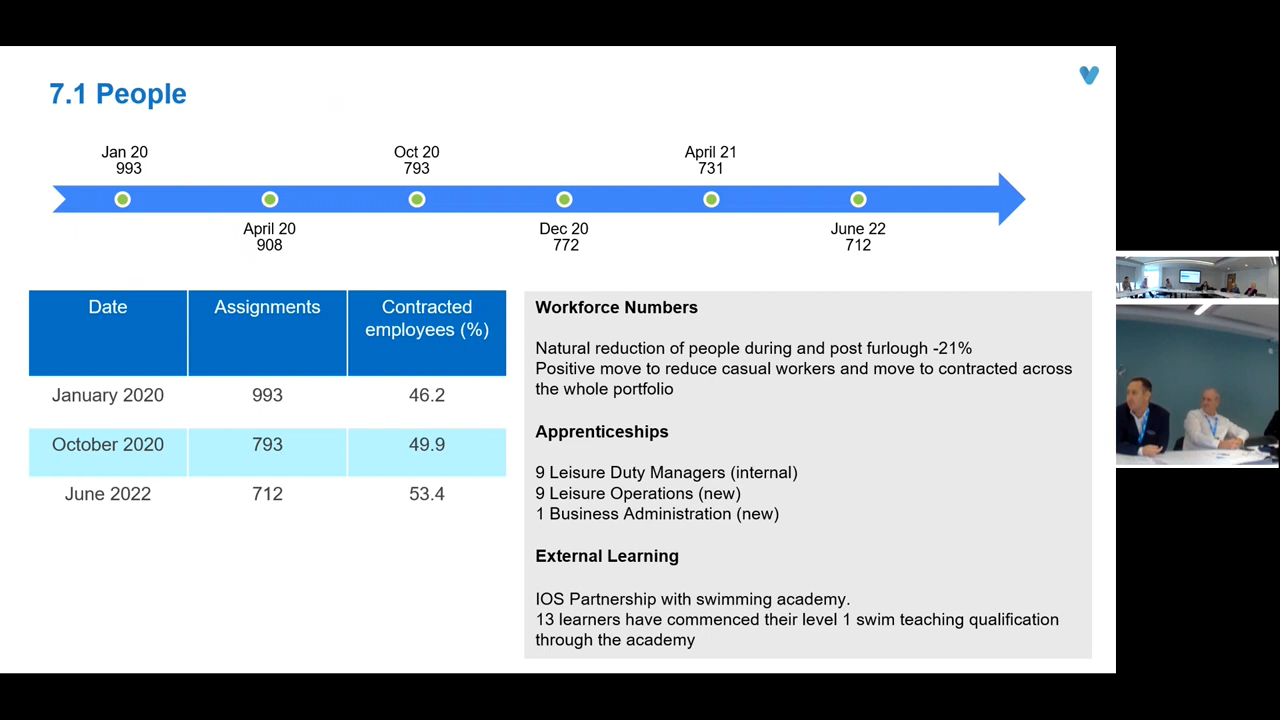 7.1 People
Jan 20
993
Oct 20
793
April 21
731
April 20
908
Dec 20
772
June 22
712
Date
Assignments
Contracted
employees (%)
January 2020
993
46.2
October 2020
793
49.9
June 2022
712
53.4
Workforce Numbers
Natural reduction of people during and post furlough -21%
Positive move to reduce casual workers and move to contracted across
the whole portfolio
Apprenticeships
9 Leisure Duty Managers (internal)
9 Leisure Operations (new)
1 Business Administration (new)
External Learning
IOS Partnership with swimming academy.
13 learners have commenced their level 1 swim teaching qualification
through the academy